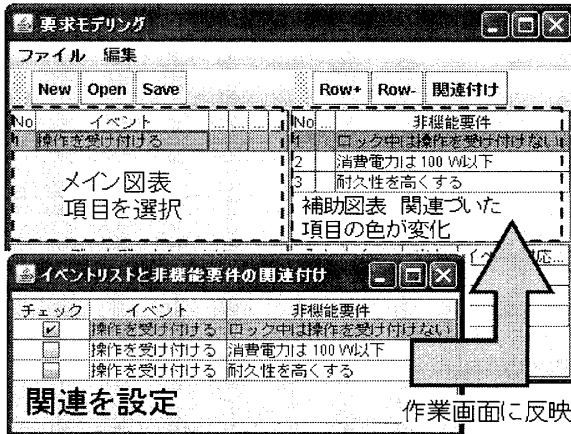 要求モデリング
ファイル 編集
New Open Save Row+ Row- 関連付け
No イベント ... ... ... No ... 非機能要件
1 操作を受け付ける 1 ロック中は操作を受け付けない
2 消費電力は 100 W以下
3 耐久性を高くする
メイン図表
項目を選択
補助図表 関連づいた
項目の色が変化
イベントリストと非機能要件の関連付け
チェック イベント 非機能要件
操作を受け付ける ロック中は操作を受け付けない
操作を受け付ける 消費電力は 100 W以下
操作を受け付ける 耐久性を高くする
関連を設定
作業画面に反映